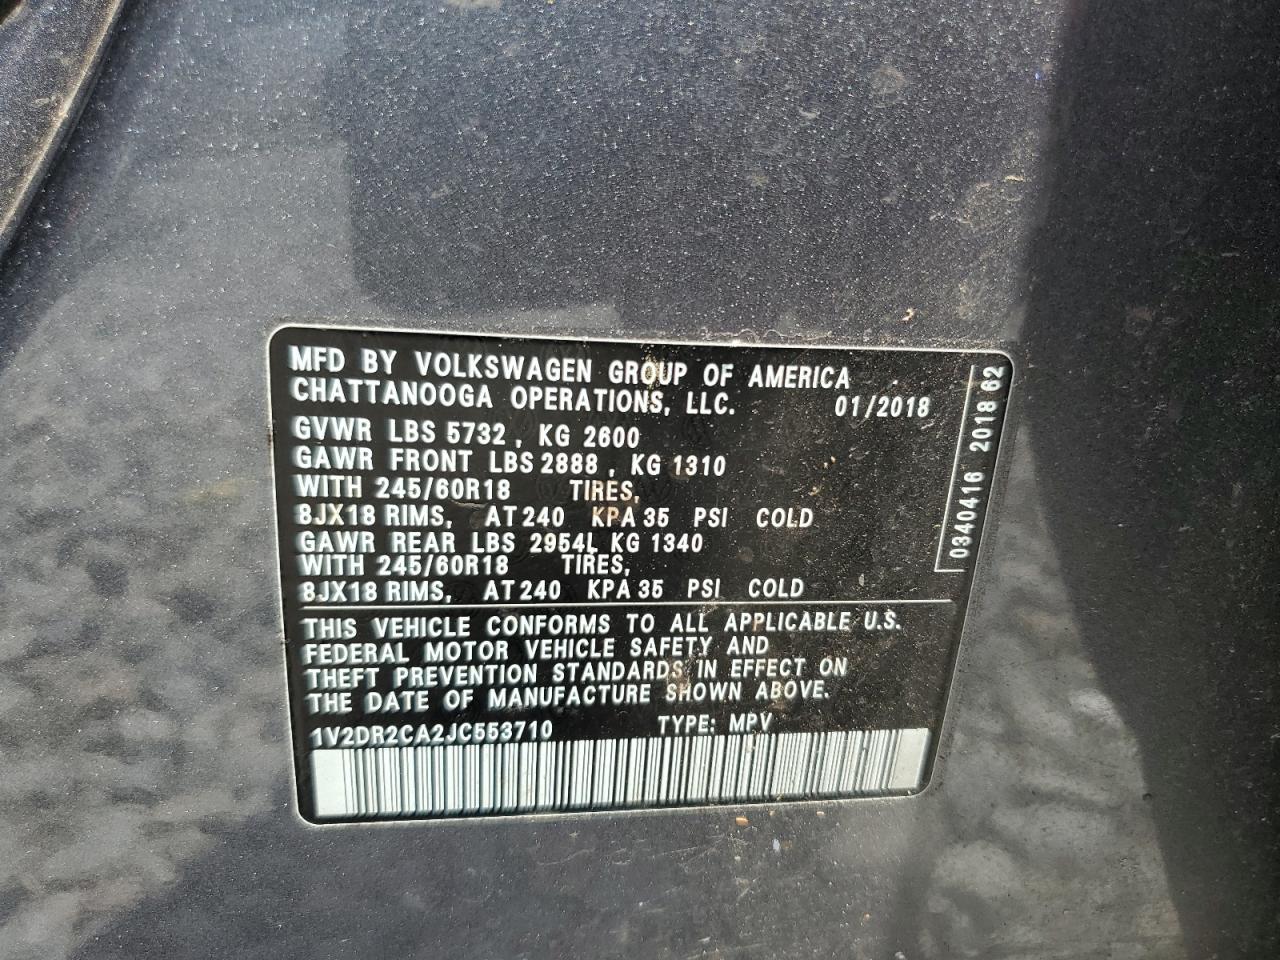 MFD BY VOLKSWAGEN GROUP OF AMERICA
CHATTANOOGA OPERATIONS, LLC. 01/2018
GVWR LBS 5732, KG 2600
GAWR FRONT LBS 2888, KG 1310
WITH 245/60R18 TIRES,
8JX18 RIMS, AT 240 KPA 35 PSI COLD
GAWR REAR LBS 2954L KG 1340
WITH 245/60R18 TIRES,
8JX18 RIMS, AT 240 KPA 35 PSI COLD
THIS VEHICLE CONFORMS TO ALL APPLICABLE U.S.
FEDERAL MOTOR VEHICLE SAFETY AND
THEFT PREVENTION STANDARDS IN EFFECT ON
THE DATE OF MANUFACTURE SHOWN ABOVE.
1V2DR2CA2JC553710 TYPE: MPV
0340416 2018 62